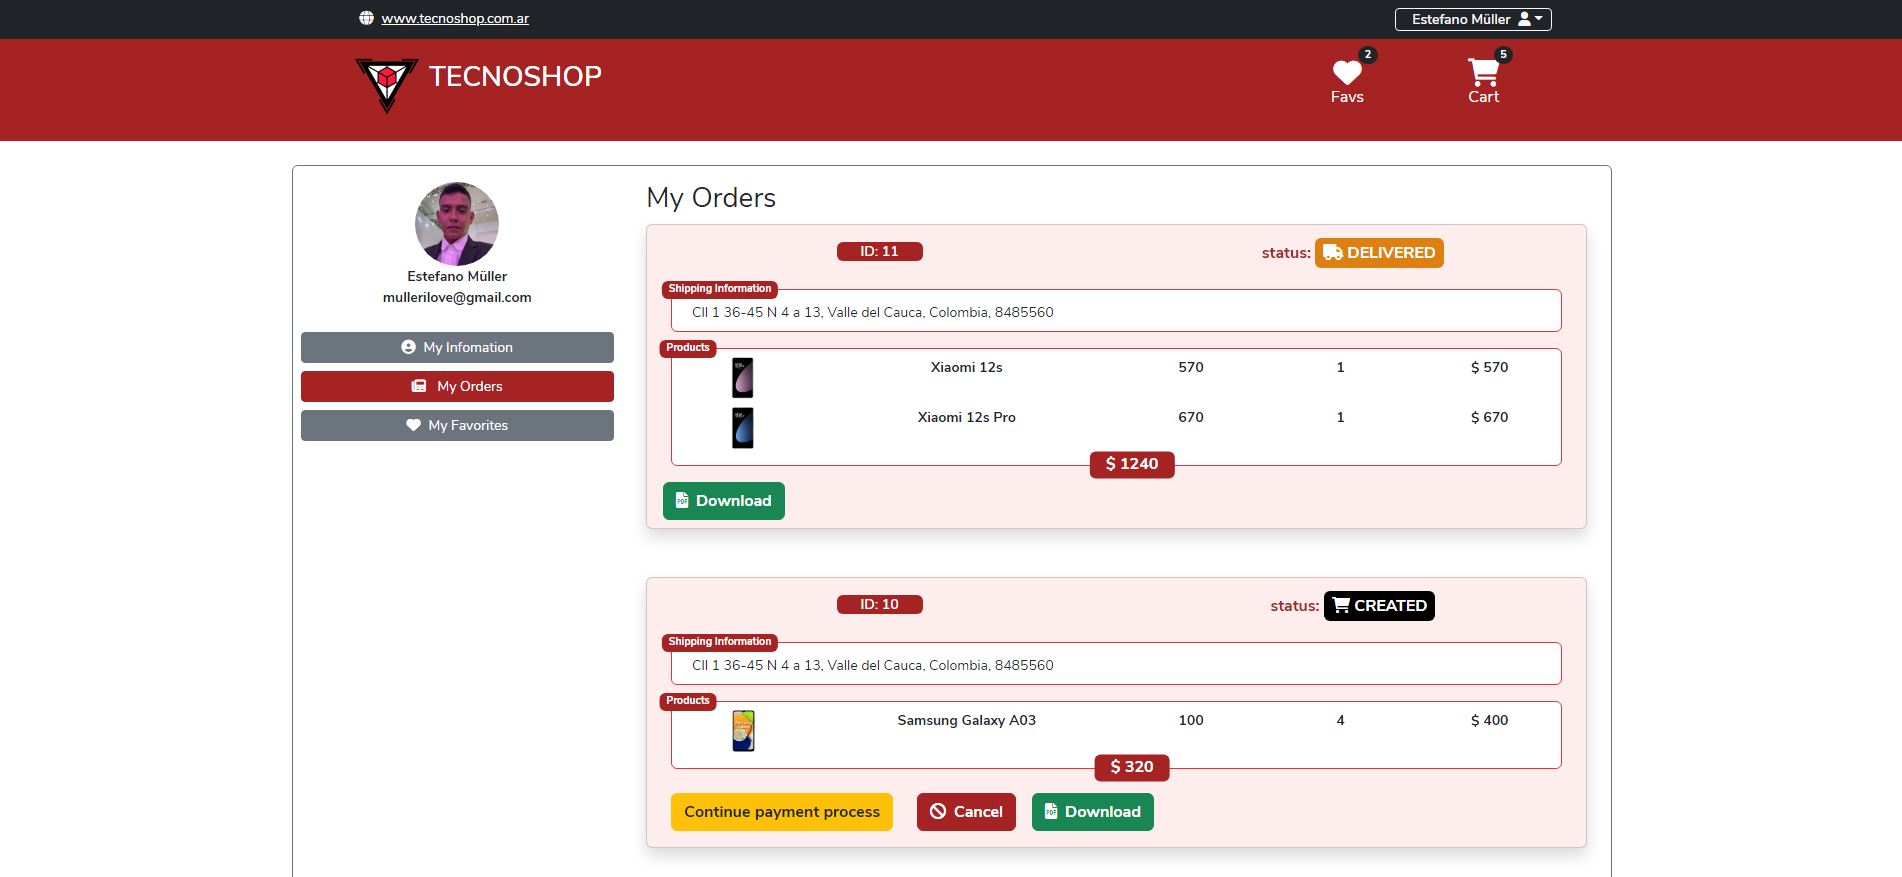 www.tecnoshop.com.ar
Estefano Müller
TECNOSHOP
2
Favs
5
Cart
Estefano Müller
mullerilove@gmail.com
My Infomation
My Orders
My Favorites
My Orders
ID: 11
status: DELIVERED
Shipping Information
Cll 1 36-45 N 4 a 13, Valle del Cauca, Colombia, 8485560
Products
Xiaomi 12s 570 1 $ 570
Xiaomi 12s Pro 670 1 $ 670
$ 1240
Download
ID: 10
status: CREATED
Shipping Information
Cll 1 36-45 N 4 a 13, Valle del Cauca, Colombia, 8485560
Products
Samsung Galaxy A03 100 4 $ 400
$ 320
Continue payment process
Cancel
Download